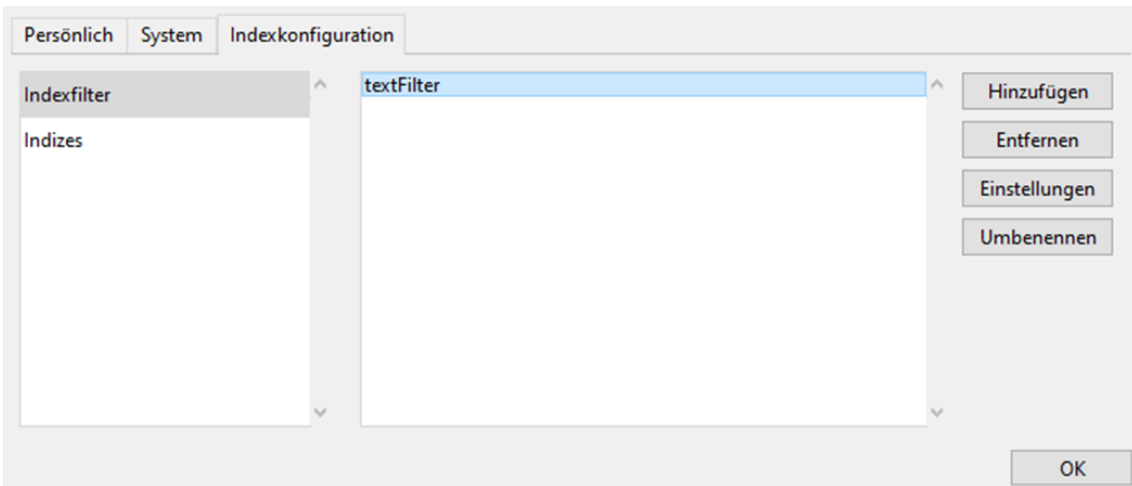 Persönlich System Indexkonfiguration
Indexfilter
Indizes
textFilter
Hinzufügen
Entfernen
Einstellungen
Umbenennen
OK